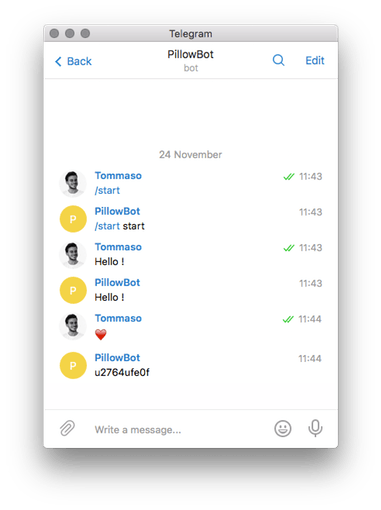 Telegram
Back PillowBot Edit
bot
24 November
Tommaso 11:43
/start
P PillowBot 11:43
/start start
Tommaso 11:43
Hello !
P PillowBot 11:43
Hello !
Tommaso 11:44
❤️
P PillowBot 11:44
u2764ufe0f
Write a message...